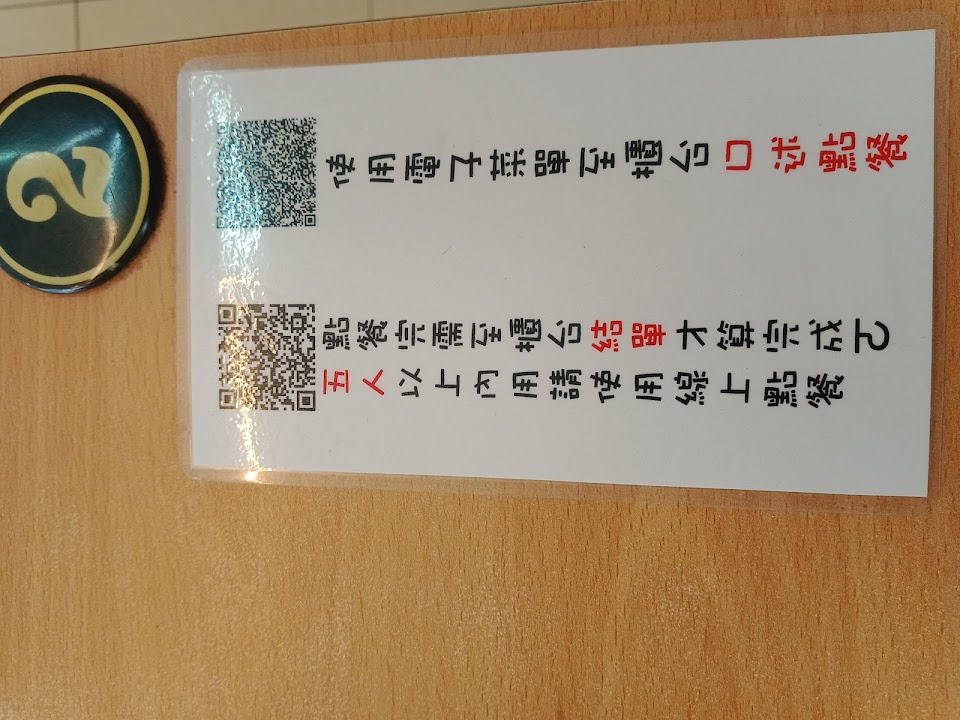 2
使用電子菜單至櫃台口述點餐
點餐完需至櫃台結單才算完成
五人以上內用請使用線上點餐